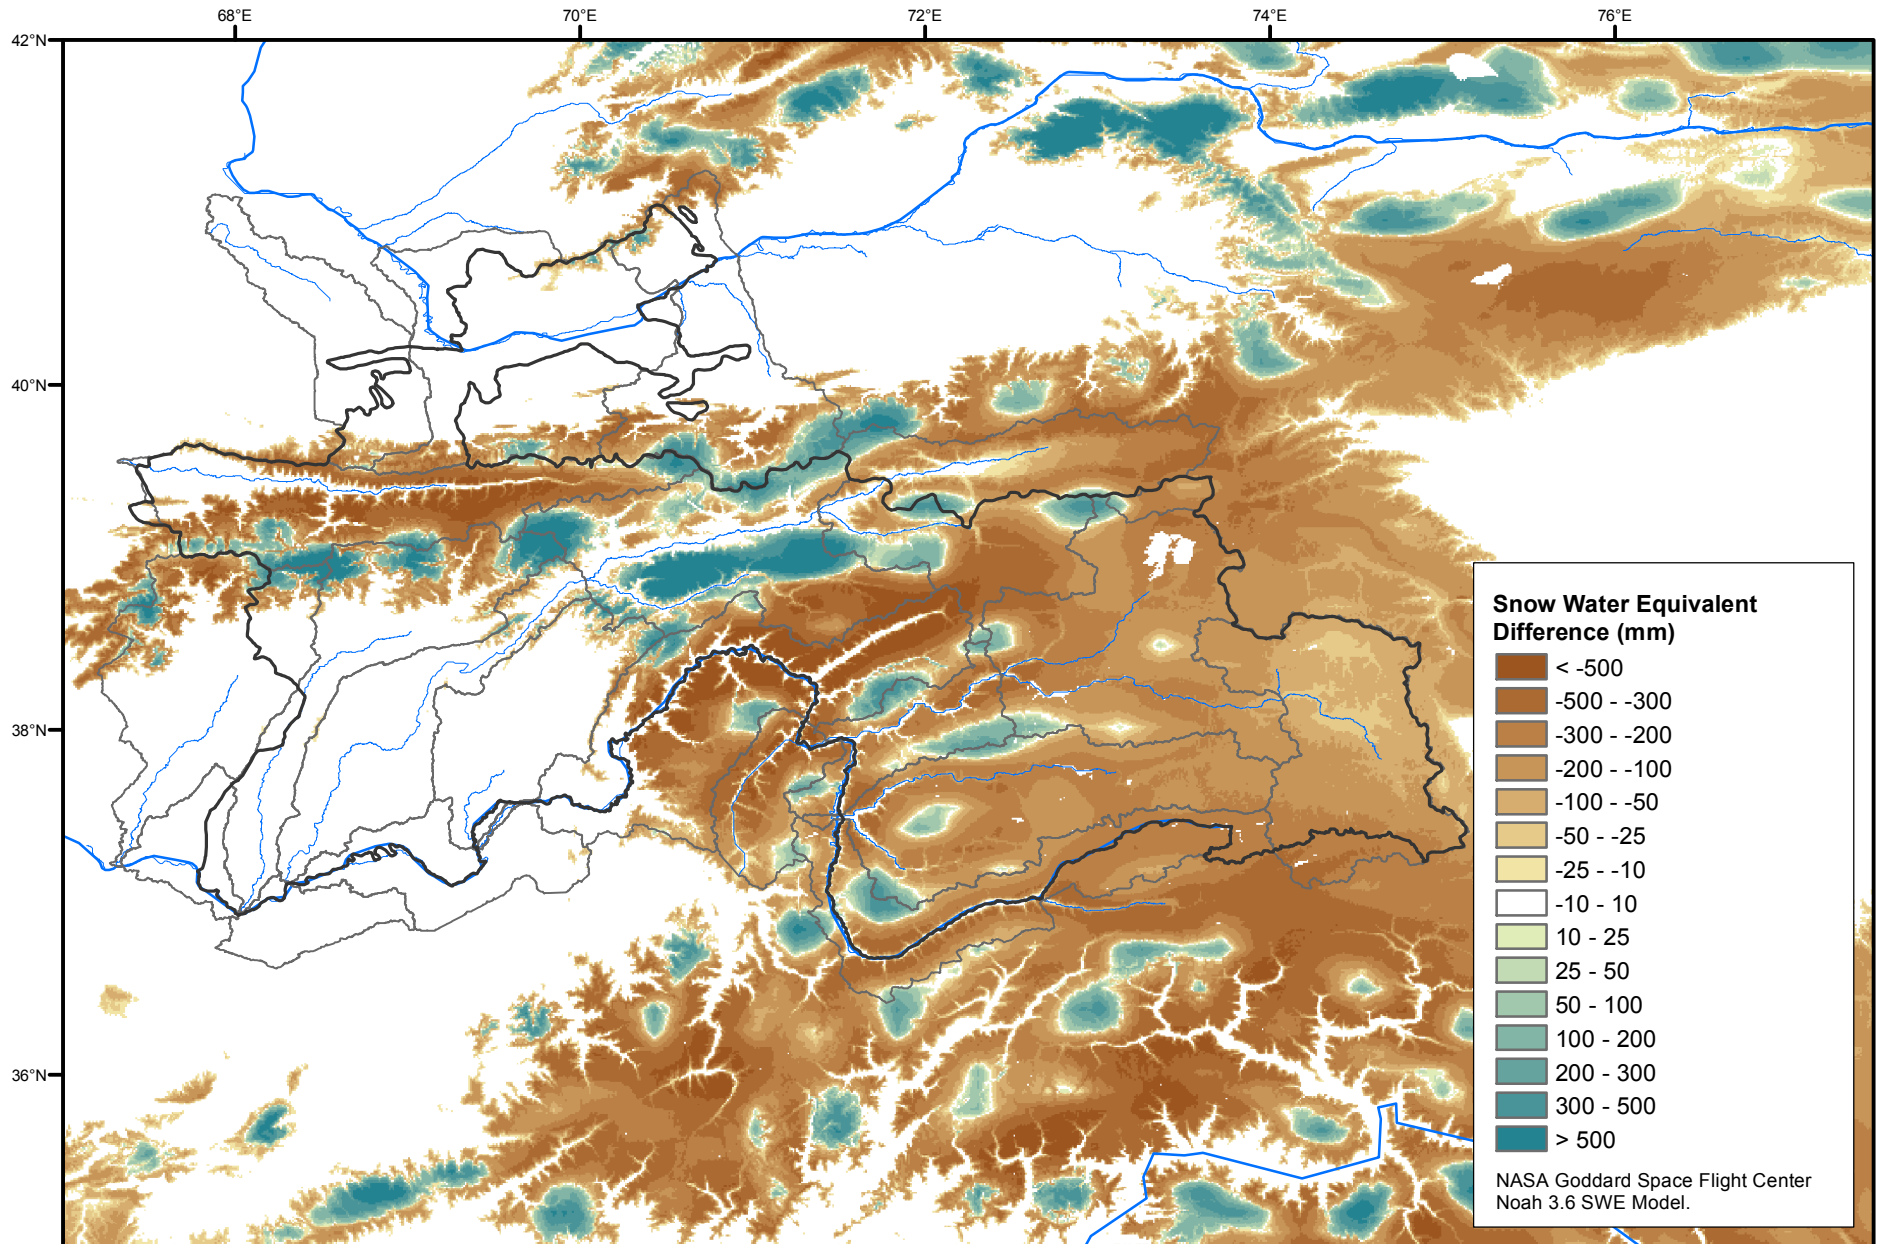 68°E 70°E 72°E 74°E 76°E
42°N
40°N
38°N
36°N
Snow Water Equivalent
Difference (mm)
< -500
-500 - -300
-300 - -200
-200 - -100
-100 - -50
-50 - -25
-25 - -10
-10 - 10
10 - 25
25 - 50
50 - 100
100 - 200
200 - 300
300 - 500
> 500
NASA Goddard Space Flight Center
Noah 3.6 SWE Model.